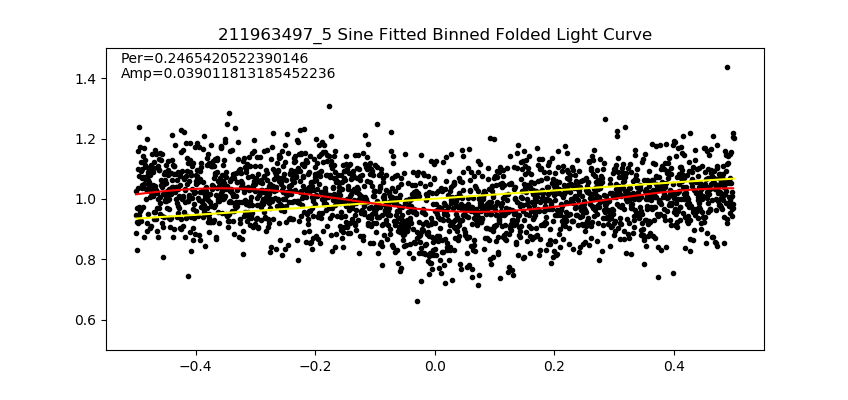 211963497_5 Sine Fitted Binned Folded Light Curve
Per=0.2465420522390146
Amp=0.039011813185452236
1.4
1.2
1.0
0.8
0.6
−0.4 −0.2 0.0 0.2 0.4